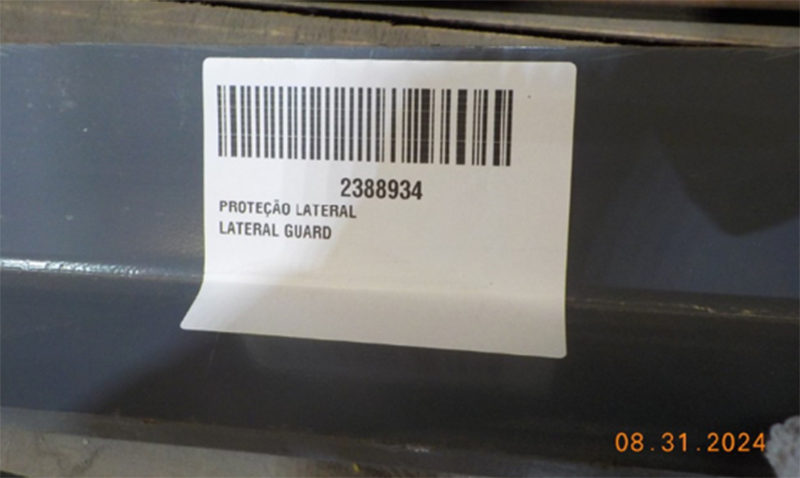 2388934
PROTEÇÃO LATERAL
LATERAL GUARD
08.31.2024